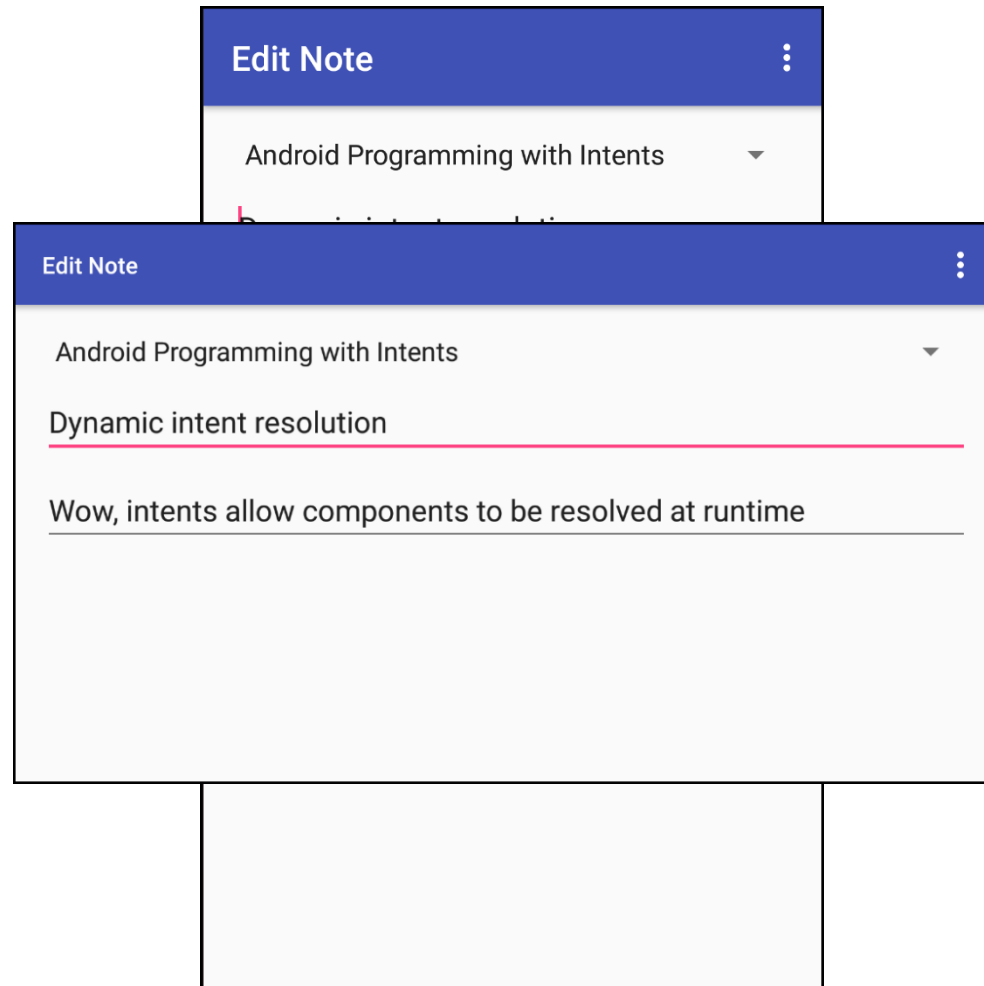 Edit Note
Android Programming with Intents
Edit Note
Android Programming with Intents
Dynamic intent resolution
Wow, intents allow components to be resolved at runtime